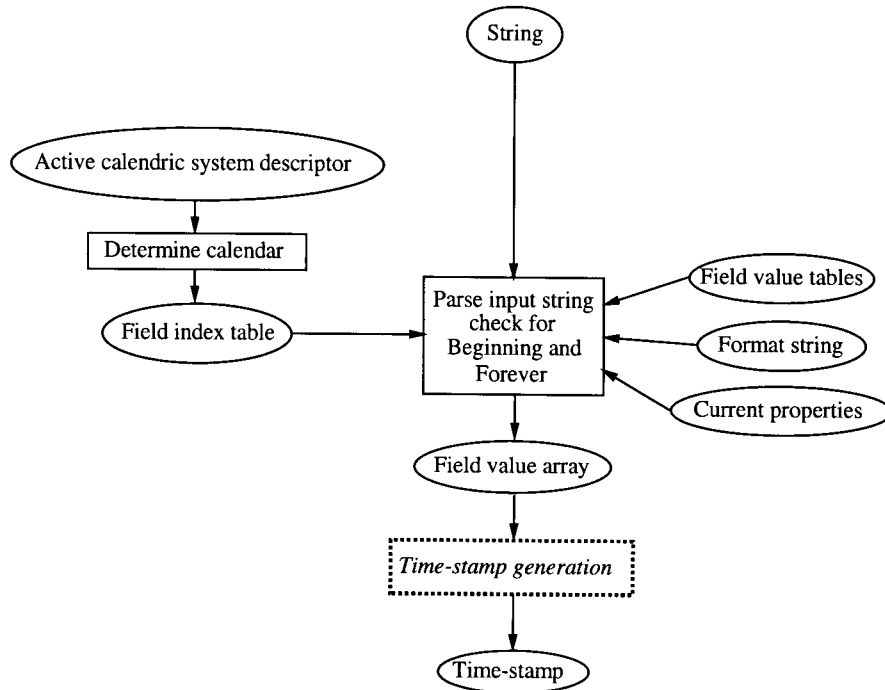 String
Active calendric system descriptor
Determine calendar
Field index table
Parse input string
check for
Beginning and
Forever
Field value tables
Format string
Current properties
Field value array
Time-stamp generation
Time-stamp